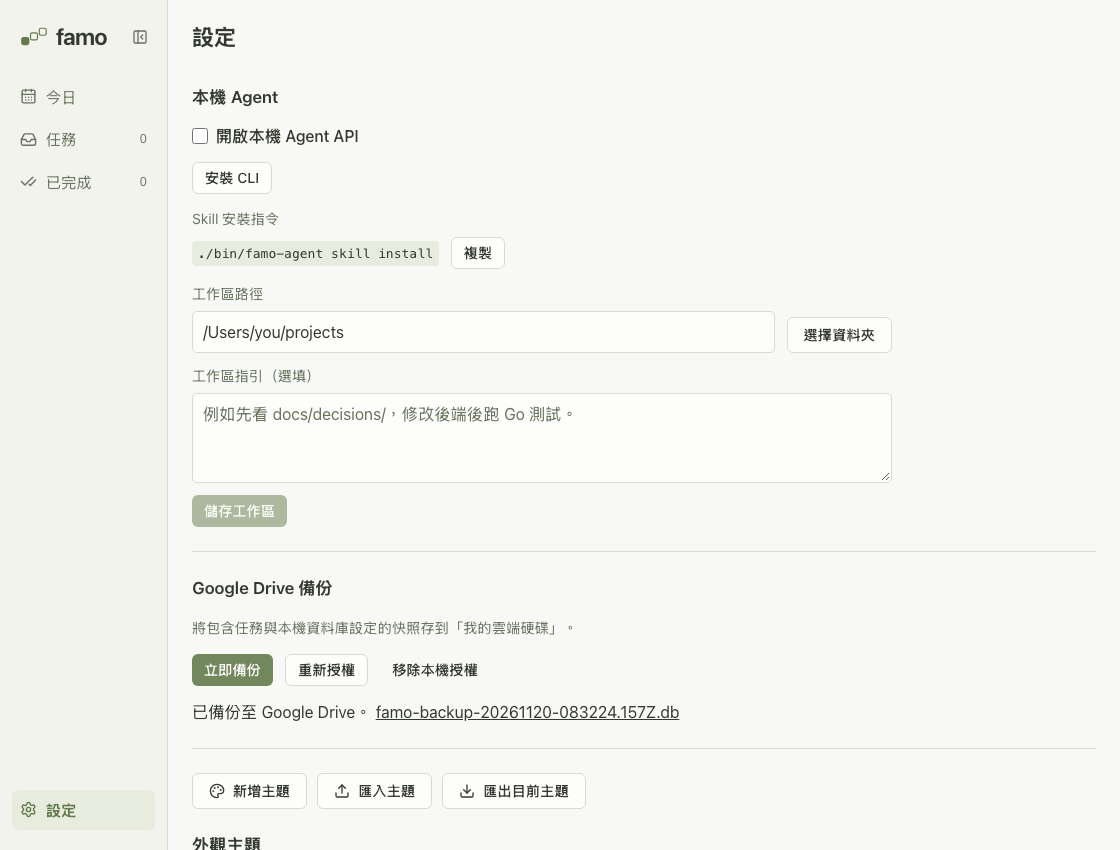 famo
今日
任務 0
已完成 0
設定
設定
本機 Agent
開啟本機 Agent API
安裝 CLI
Skill 安裝指令
./bin/famo-agent skill install 複製
工作區路徑
/Users/you/projects 選擇資料夾
工作區指引（選填）
例如先看 docs/decisions/，修改後端後跑 Go 測試。
儲存工作區
Google Drive 備份
將包含任務與本機資料庫設定的快照存到「我的雲端硬碟」。
立即備份 重新授權 移除本機授權
已備份至 Google Drive。 famo-backup-20261120-083224.157Z.db
新增主題 匯入主題 匯出目前主題
外觀主題